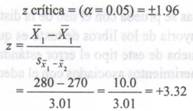 z crítica = (α = 0.05) = ±1.96
z = (X̄₁ − X̄₁) / s_X̄₁₋X̄₂
= (280 − 270) / 3.01 = 10.0 / 3.01 = +3.32